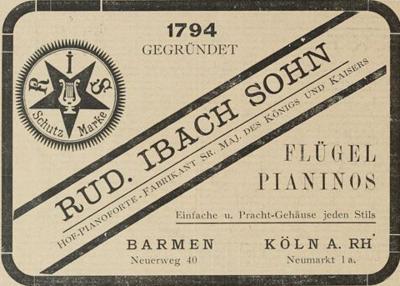 1794
GEGRÜNDET
R i S
Schutz Marke
RUD. IBACH SOHN
HOF-PIANOFORTE-FABRIKANT SR. MAJ. DES KÖNIGS UND KAISERS
FLÜGEL
PIANINOS
Einfache u. Pracht-Gehäuse jeden Stils
BARMEN
Neuerweg 40
KÖLN A. RH
Neumarkt 1a.